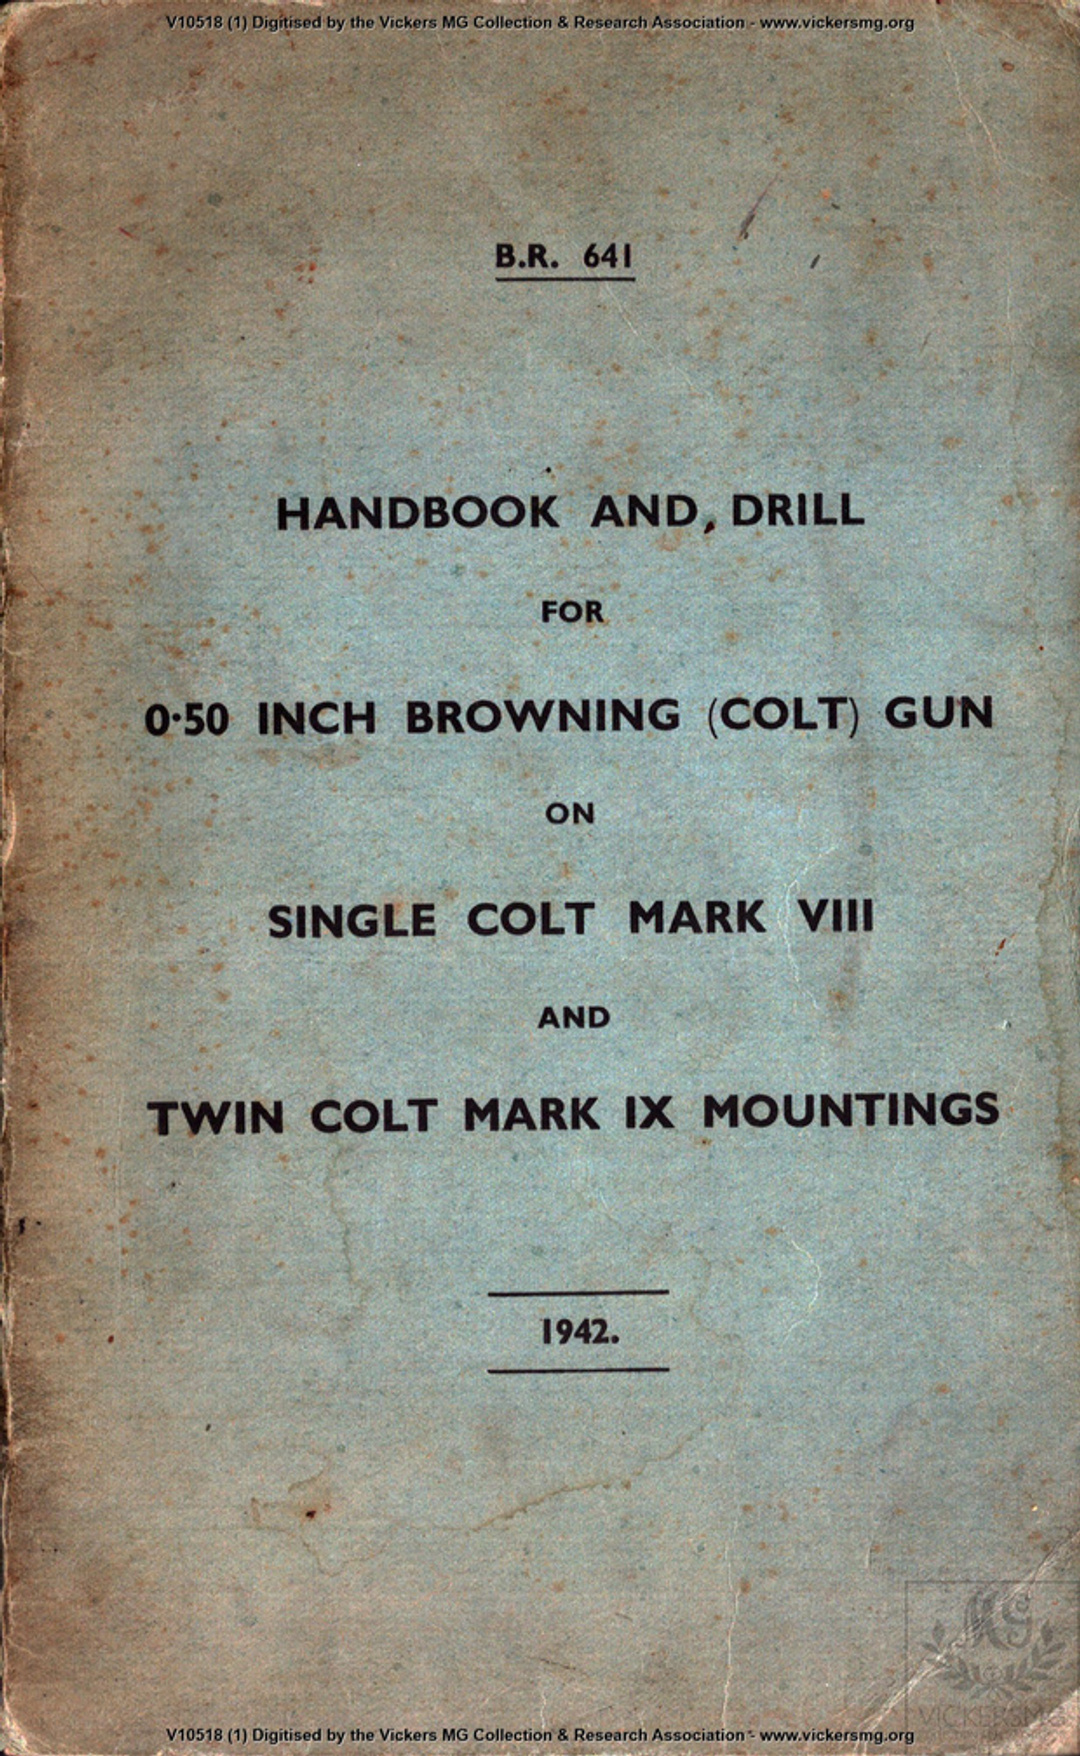 V10518 (1) Digitised by the Vickers MG Collection & Research Association - www.vickersmg.org
B.R. 641
HANDBOOK AND, DRILL
FOR
0·50 INCH BROWNING (COLT) GUN
ON
SINGLE COLT MARK VIII
AND
TWIN COLT MARK IX MOUNTINGS
1942.
MG
VICKERSMG
V10518 (1) Digitised by the Vickers MG Collection & Research Association - www.vickersmg.org